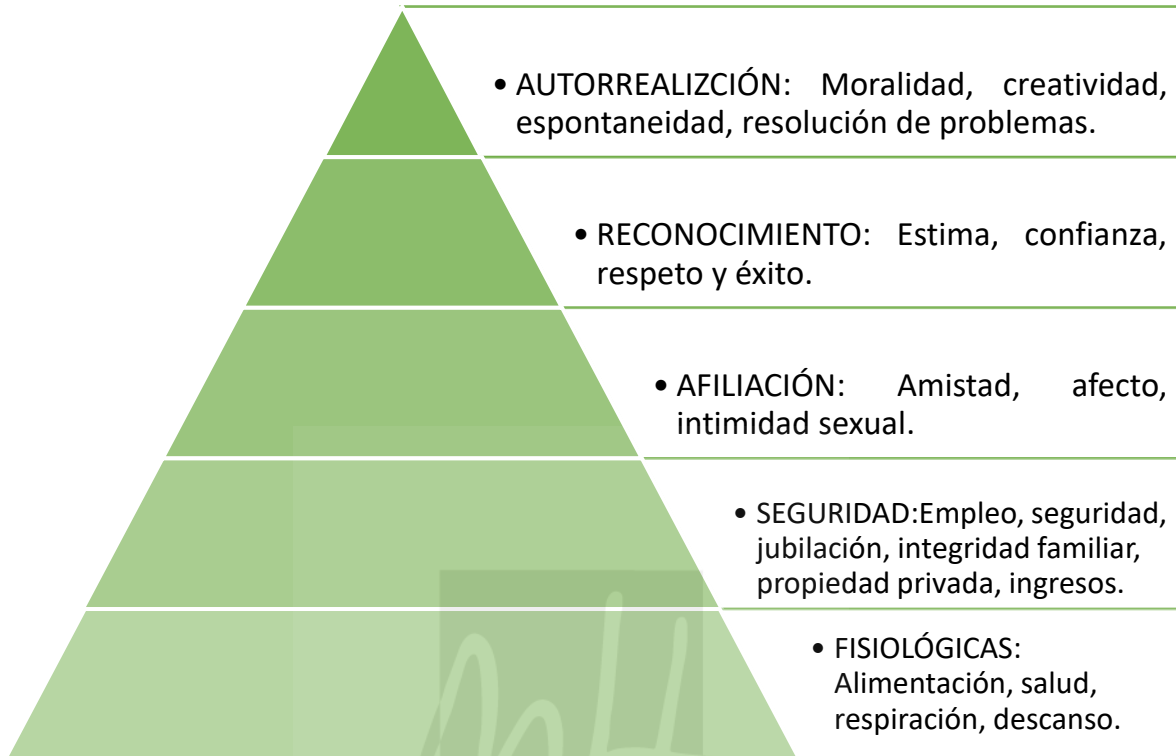 • AUTORREALIZCIÓN: Moralidad, creatividad,
espontaneidad, resolución de problemas.
• RECONOCIMIENTO: Estima, confianza,
respeto y éxito.
• AFILIACIÓN: Amistad, afecto,
intimidad sexual.
• SEGURIDAD:Empleo, seguridad,
jubilación, integridad familiar,
propiedad privada, ingresos.
• FISIOLÓGICAS:
Alimentación, salud,
respiración, descanso.